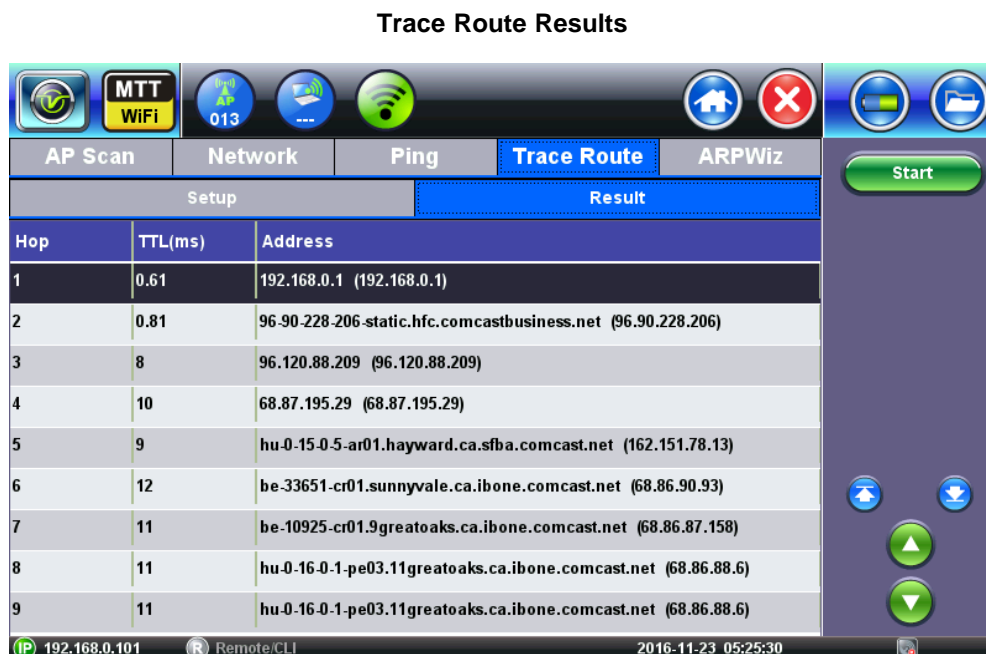 Trace Route Results
MTT
WiFi
AP
013
---
AP Scan Network Ping Trace Route ARPWiz
Start
Setup Result
Hop TTL(ms) Address
1 0.61 192.168.0.1 (192.168.0.1)
2 0.81 96-90-228-206-static.hfc.comcastbusiness.net (96.90.228.206)
3 8 96.120.88.209 (96.120.88.209)
4 10 68.87.195.29 (68.87.195.29)
5 9 hu-0-15-0-5-ar01.hayward.ca.sfba.comcast.net (162.151.78.13)
6 12 be-33651-cr01.sunnyvale.ca.ibone.comcast.net (68.86.90.93)
7 11 be-10925-cr01.9greatoaks.ca.ibone.comcast.net (68.86.87.158)
8 11 hu-0-16-0-1-pe03.11greatoaks.ca.ibone.comcast.net (68.86.88.6)
9 11 hu-0-16-0-1-pe03.11greatoaks.ca.ibone.comcast.net (68.86.88.6)
IP 192.168.0.101 R Remote/CLI 2016-11-23 05:25:30